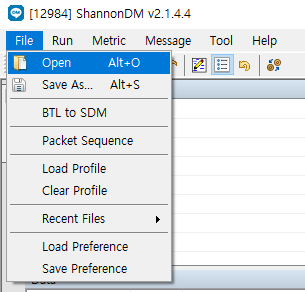 [12984] ShannonDM v2.1.4.4
File Run Metric Message Tool Help
Open Alt+O
Save As... Alt+S
BTL to SDM
Packet Sequence
Load Profile
Clear Profile
Recent Files
Load Preference
Save Preference